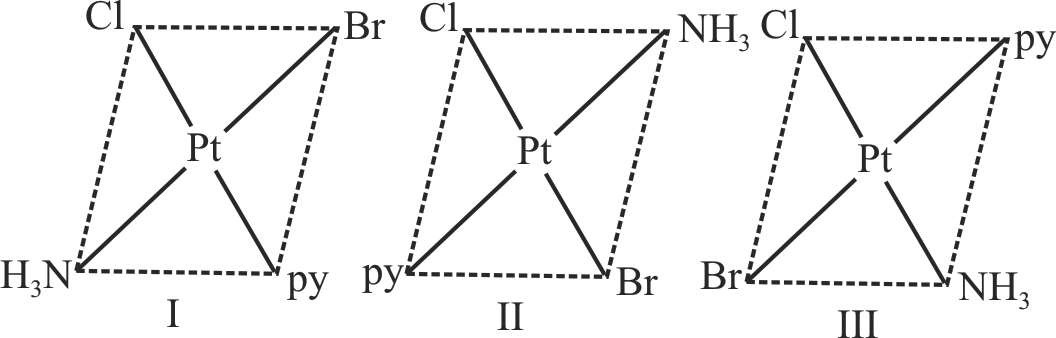 Cl Br
Pt
H₃N py
I
Cl NH₃
Pt
py Br
II
Cl py
Pt
Br NH₃
III